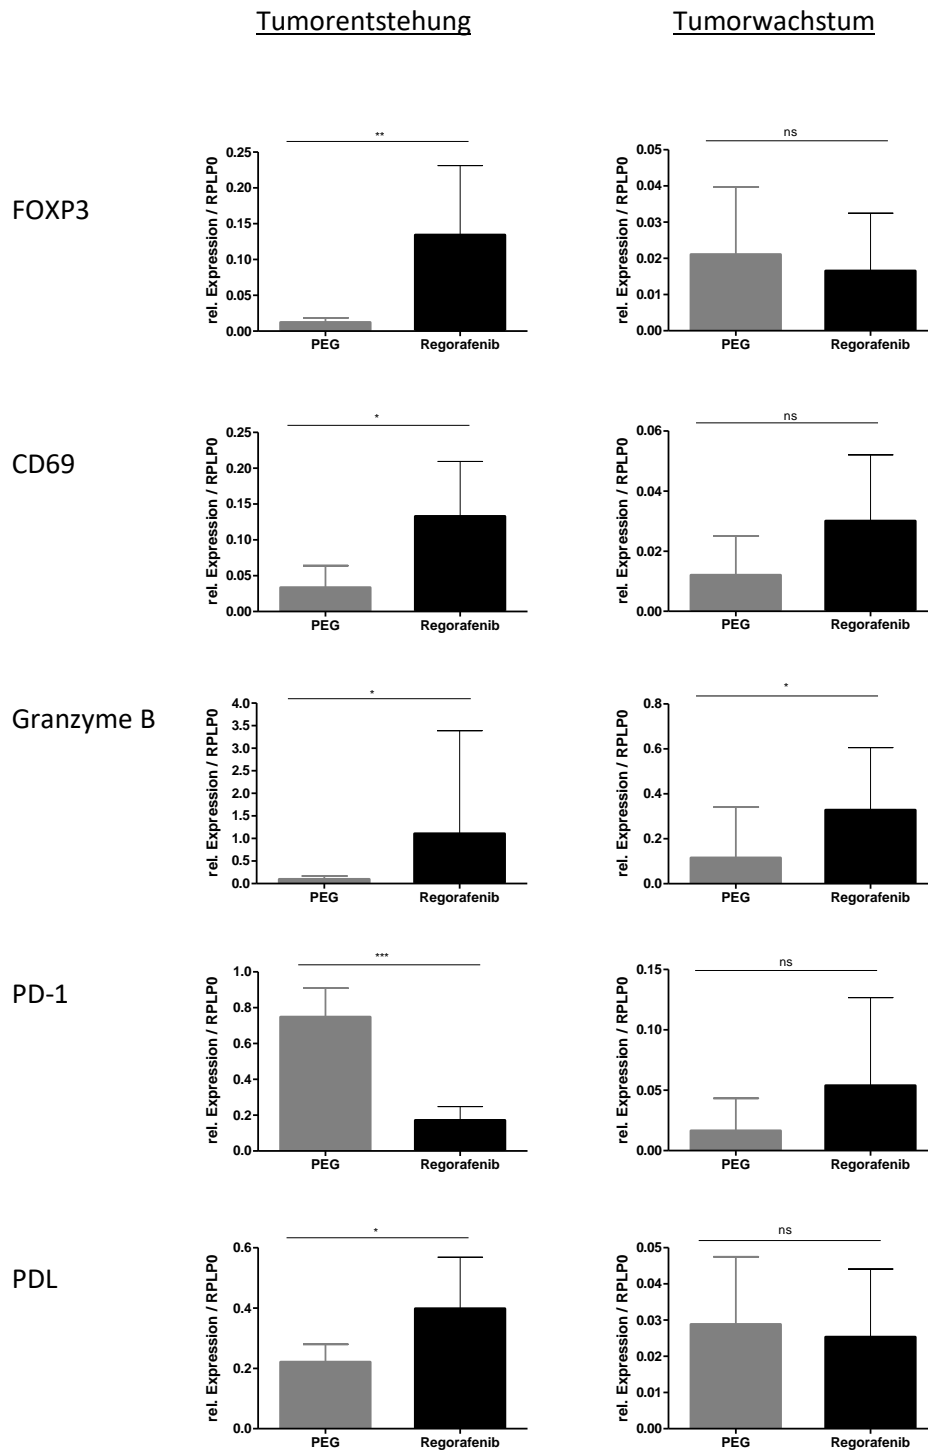 Tumorentstehung Tumorwachstum
FOXP3
**
rel. Expression / RPLP0
0.25
0.20
0.15
0.10
0.05
0.00
PEG Regorafenib
ns
rel. Expression / RPLP0
0.05
0.04
0.03
0.02
0.01
0.00
PEG Regorafenib
CD69
*
rel. Expression / RPLP0
0.25
0.20
0.15
0.10
0.05
0.00
PEG Regorafenib
ns
rel. Expression / RPLP0
0.06
0.04
0.02
0.00
PEG Regorafenib
Granzyme B
*
rel. Expression / RPLP0
4.0
3.5
3.0
2.5
2.0
1.5
1.0
0.5
0.0
PEG Regorafenib
*
rel. Expression / RPLP0
0.8
0.6
0.4
0.2
0.0
PEG Regorafenib
PD-1
***
rel. Expression / RPLP0
1.0
0.8
0.6
0.4
0.2
0.0
PEG Regorafenib
ns
rel. Expression / RPLP0
0.15
0.10
0.05
0.00
PEG Regorafenib
PDL
*
rel. Expression / RPLP0
0.6
0.4
0.2
0.0
PEG Regorafenib
ns
rel. Expression / RPLP0
0.05
0.04
0.03
0.02
0.01
0.00
PEG Regorafenib